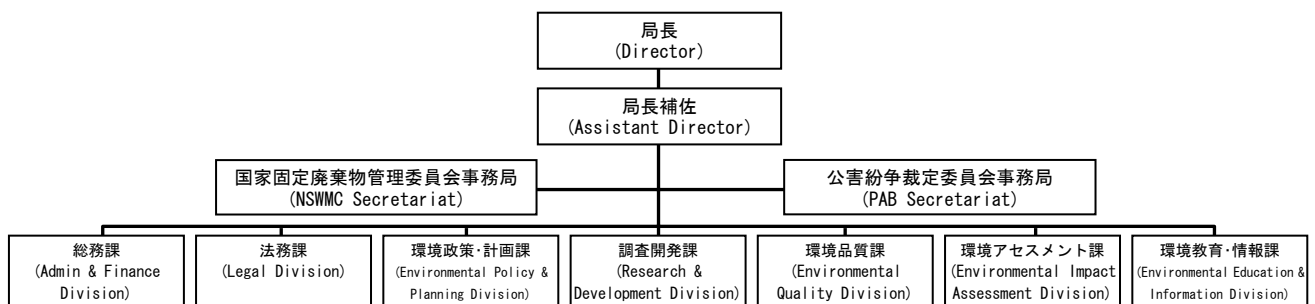 局長
(Director)
局長補佐
(Assistant Director)
国家固定廃棄物管理委員会事務局
(NSWMC Secretariat)
公害紛争裁定委員会事務局
(PAB Secretariat)
総務課
(Admin & Finance
Division)
法務課
(Legal Division)
環境政策・計画課
(Environmental Policy &
Planning Division)
調査開発課
(Research &
Development Division)
環境品質課
(Environmental
Quality Division)
環境アセスメント課
(Environmental Impact
Assessment Division)
環境教育・情報課
(Environmental Education &
Information Division)